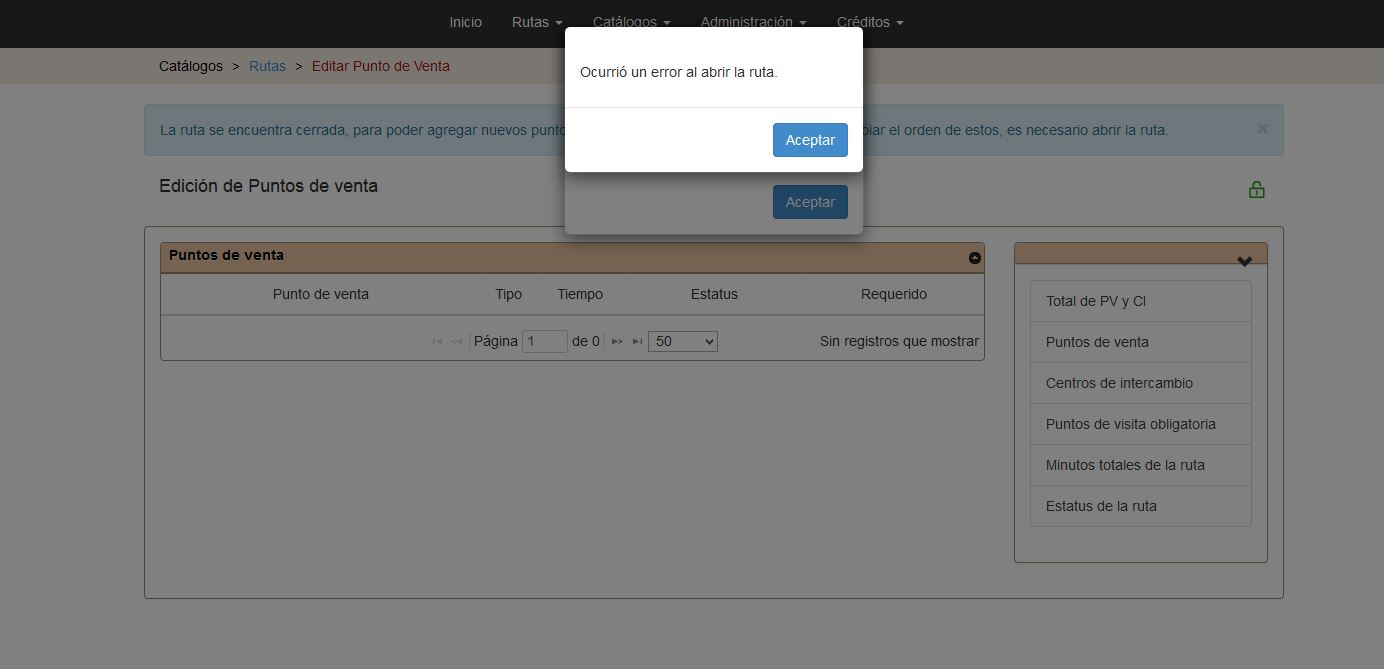 Inicio Rutas Catálogos Administración Créditos
Catálogos > Rutas > Editar Punto de Venta
Ocurrió un error al abrir la ruta.
Aceptar
La ruta se encuentra cerrada, para poder agregar nuevos el orden de estos, es necesario abrir la ruta. ×
Edición de Puntos de venta
Aceptar
Puntos de venta
Punto de venta Tipo Tiempo Estatus Requerido
Página 1 de 0 50 Sin registros que mostrar
Total de PV y CI
Puntos de venta
Centros de intercambio
Puntos de visita obligatoria
Minutos totales de la ruta
Estatus de la ruta